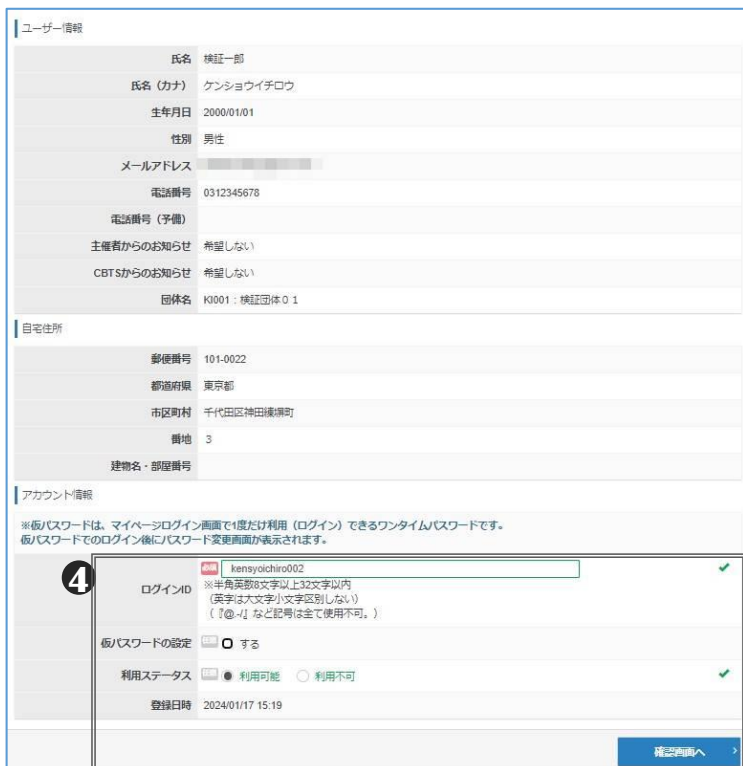 ユーザー情報
氏名 検証一郎
氏名（カナ） ケンショウイチロウ
生年月日 2000/01/01
性別 男性
メールアドレス
電話番号 0312345678
電話番号（予備）
主催者からのお知らせ 希望しない
CBTSからのお知らせ 希望しない
団体名 KI001：検証団体０１
自宅住所
郵便番号 101-0022
都道府県 東京都
市区町村 千代田区神田練塀町
番地 ３
建物名・部屋番号
アカウント情報
※仮パスワードは、マイページログイン画面で1度だけ利用（ログイン）できるワンタイムパスワードです。
仮パスワードでのログイン後にパスワード変更画面が表示されます。
❹
ログインID 必須 kensyoichiro002
※半角英数8文字以上32文字以内
（英字は大文字小文字区別しない）
（『@.-/』など記号は全て使用不可。）
仮パスワードの設定 する
利用ステータス 利用可能 利用不可
登録日時 2024/01/17 15:19
確認画面へ